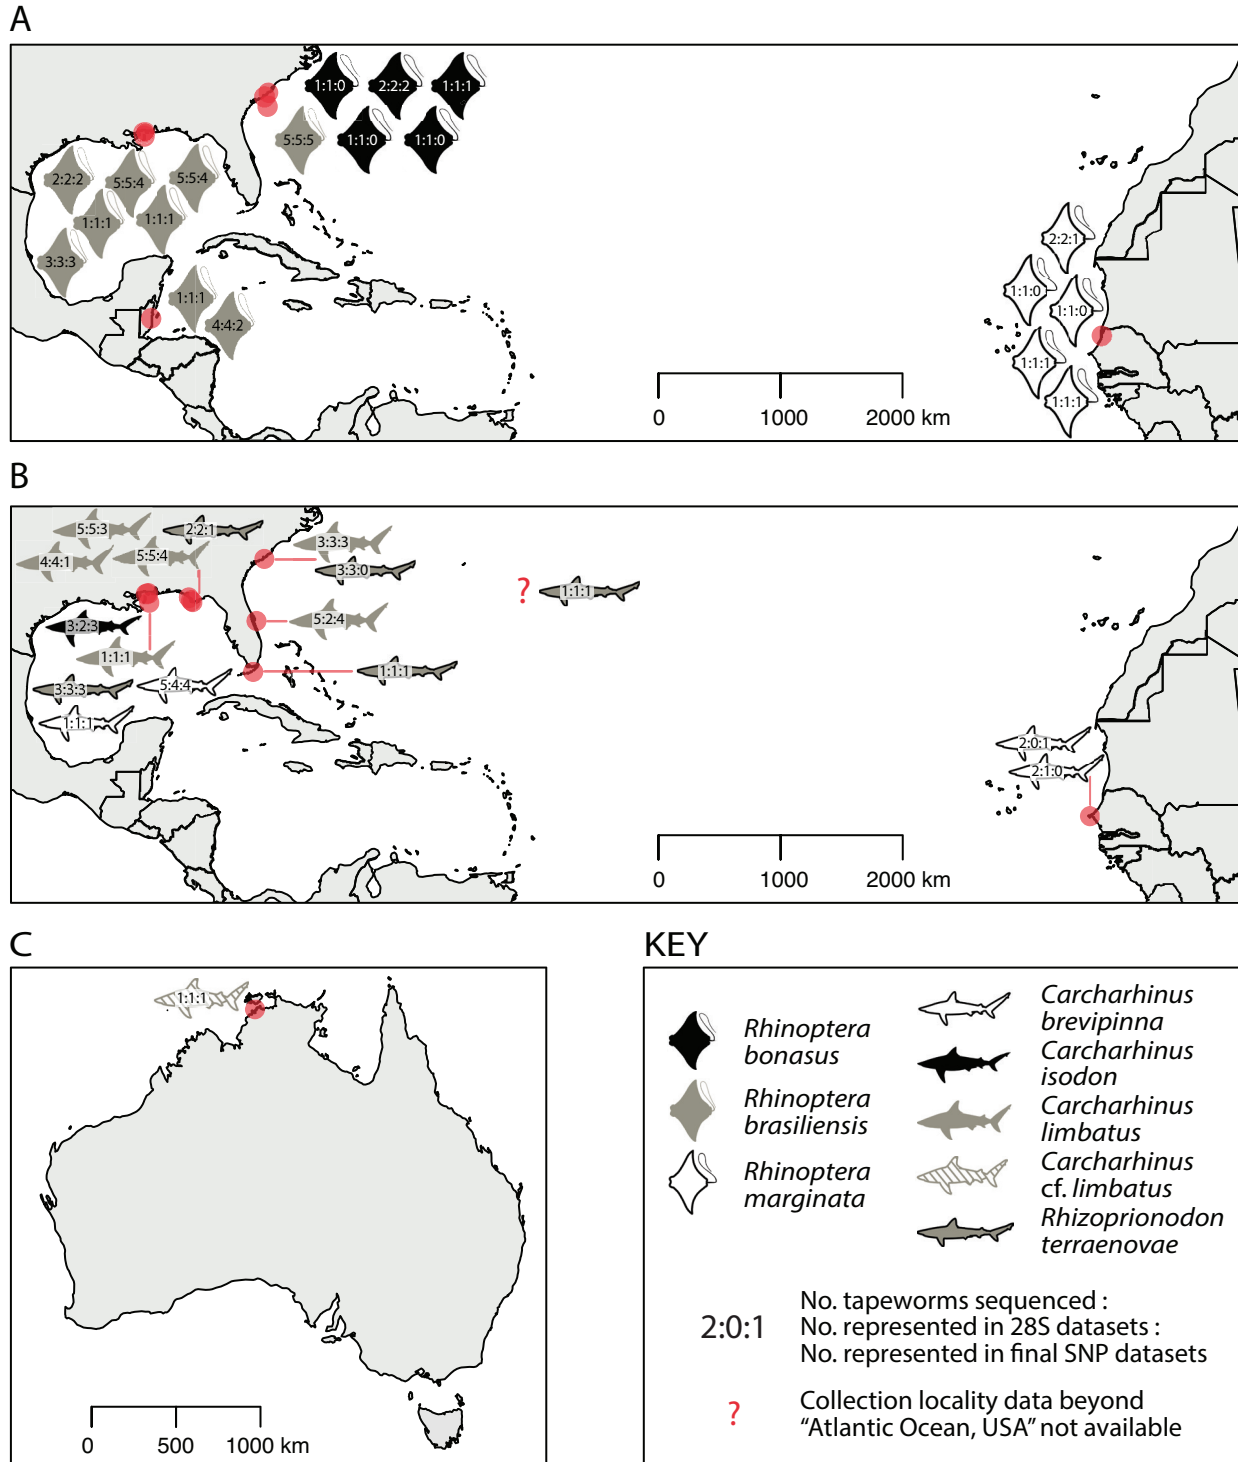 A
1:1:0
2:2:2
1:1:1
5:5:5
1:1:0
1:1:0
2:2:2
5:5:4
5:5:4
1:1:1
1:1:1
3:3:3
1:1:1
4:4:2
2:2:1
1:1:0
1:1:0
1:1:1
1:1:1
0 1000 2000 km
B
5:5:3
2:2:1
4:4:1
5:5:4
3:3:3
3:3:0
?
1:1:1
3:2:3
5:2:4
1:1:1
1:1:1
3:3:3
5:4:4
1:1:1
2:0:1
2:1:0
0 1000 2000 km
C
1:1:1
0 500 1000 km
KEY
Rhinoptera
bonasus
Rhinoptera
brasiliensis
Rhinoptera
marginata
Carcharhinus
brevipinna
Carcharhinus
isodon
Carcharhinus
limbatus
Carcharhinus
cf. limbatus
Rhizoprionodon
terraenovae
2:0:1
No. tapeworms sequenced :
No. represented in 28S datasets :
No. represented in final SNP datasets
?
Collection locality data beyond
“Atlantic Ocean, USA” not available